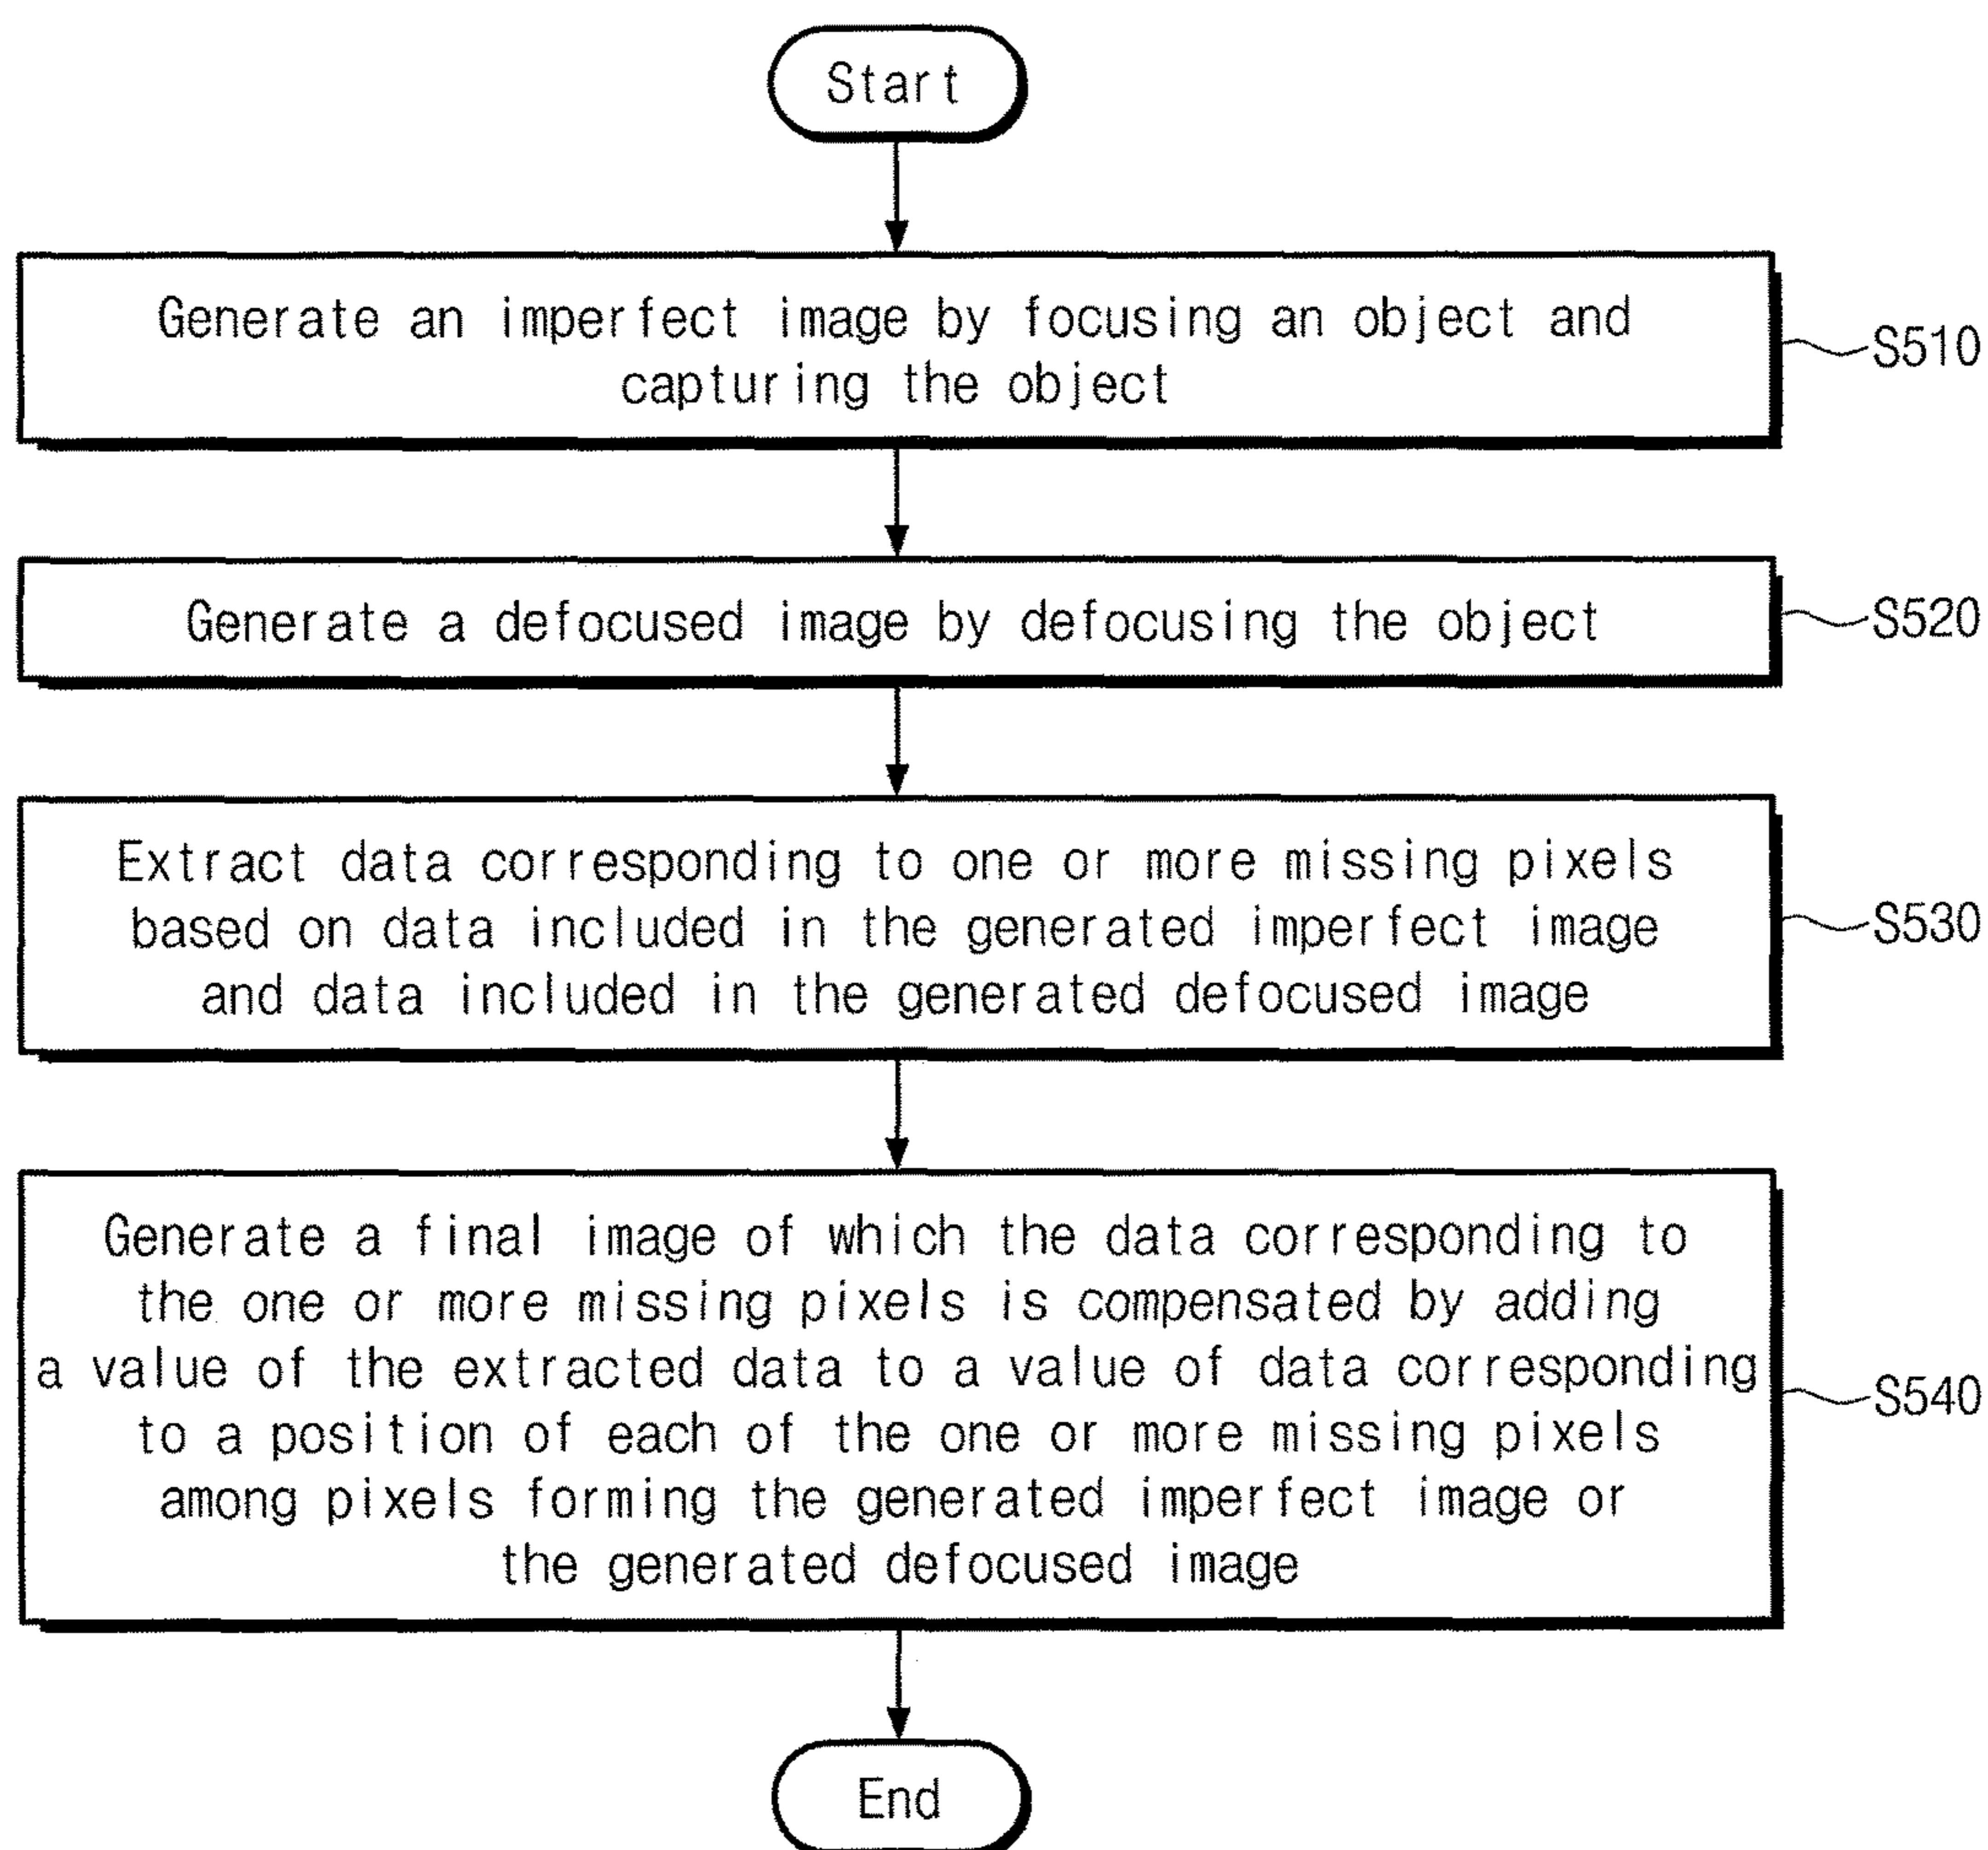 Start
Generate an imperfect image by focusing an object and
capturing the object
S510
Generate a defocused image by defocusing the object
S520
Extract data corresponding to one or more missing pixels
based on data included in the generated imperfect image
and data included in the generated defocused image
S530
Generate a final image of which the data corresponding to
the one or more missing pixels is compensated by adding
a value of the extracted data to a value of data corresponding
to a position of each of the one or more missing pixels
among pixels forming the generated imperfect image or
the generated defocused image
S540
End